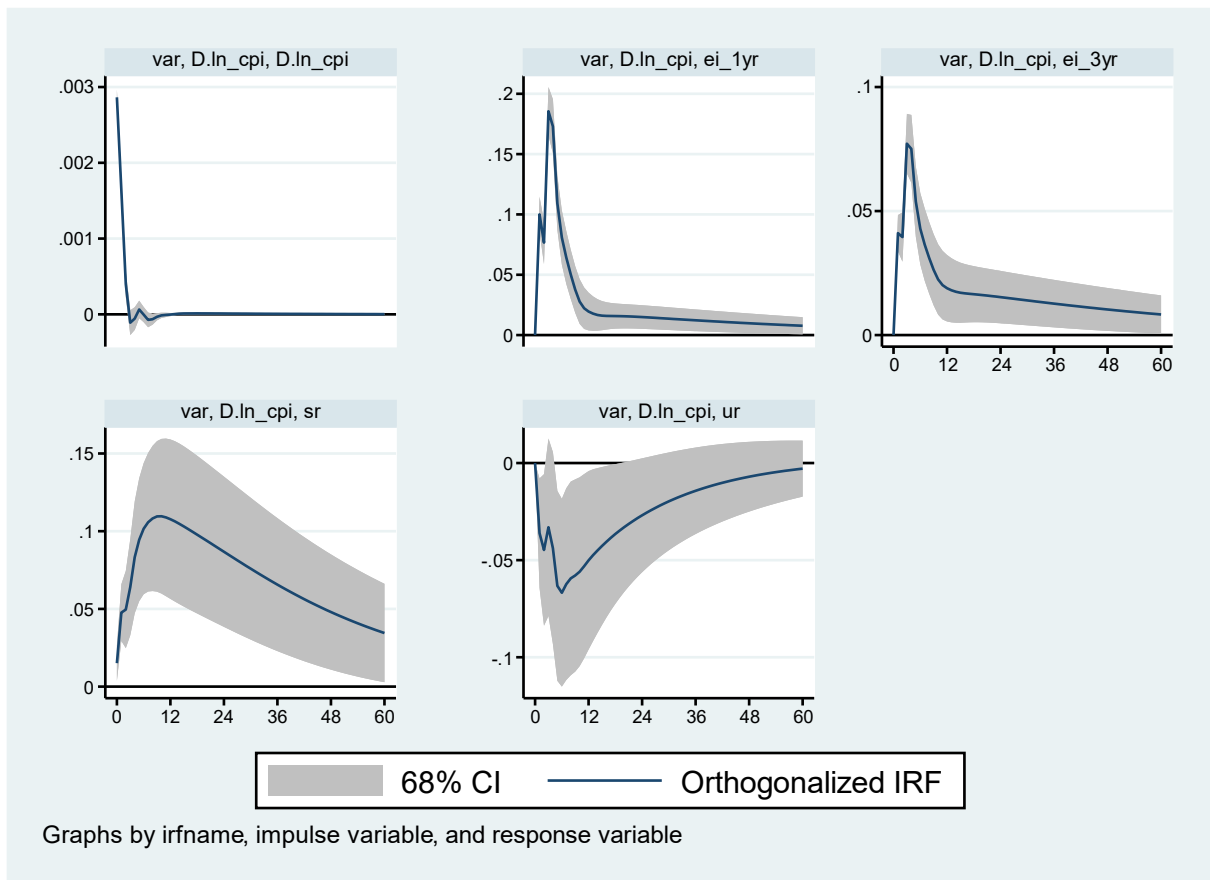 var, D.ln_cpi, D.ln_cpi
.003
.002
.001
0
var, D.ln_cpi, ei_1yr
.2
.15
.1
.05
0
var, D.ln_cpi, ei_3yr
.1
.05
0
0 12 24 36 48 60
var, D.ln_cpi, sr
.15
.1
.05
0
0 12 24 36 48 60
var, D.ln_cpi, ur
0
-.05
-.1
0 12 24 36 48 60
68% CI Orthogonalized IRF
Graphs by irfname, impulse variable, and response variable